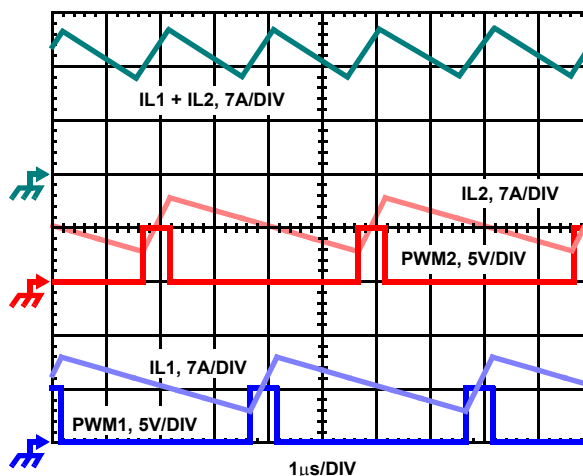 IL1 + IL2, 7A/DIV
IL2, 7A/DIV
PWM2, 5V/DIV
IL1, 7A/DIV
PWM1, 5V/DIV
1μs/DIV